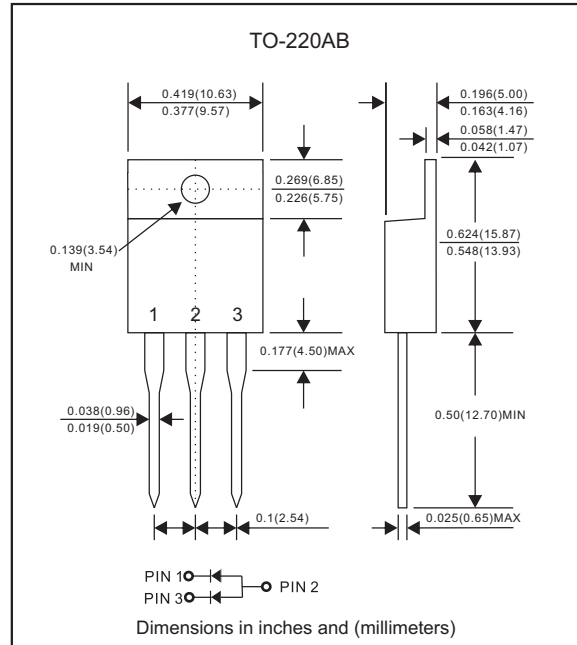 TO-220AB
0.419(10.63)
0.377(9.57)
0.196(5.00)
0.163(4.16)
0.058(1.47)
0.042(1.07)
0.269(6.85)
0.226(5.75)
0.624(15.87)
0.548(13.93)
0.139(3.54)
MIN
1 2 3
0.177(4.50)MAX
0.038(0.96)
0.019(0.50)
0.50(12.70)MIN
0.1(2.54)
0.025(0.65)MAX
PIN 1
PIN 3
PIN 2
Dimensions in inches and (millimeters)